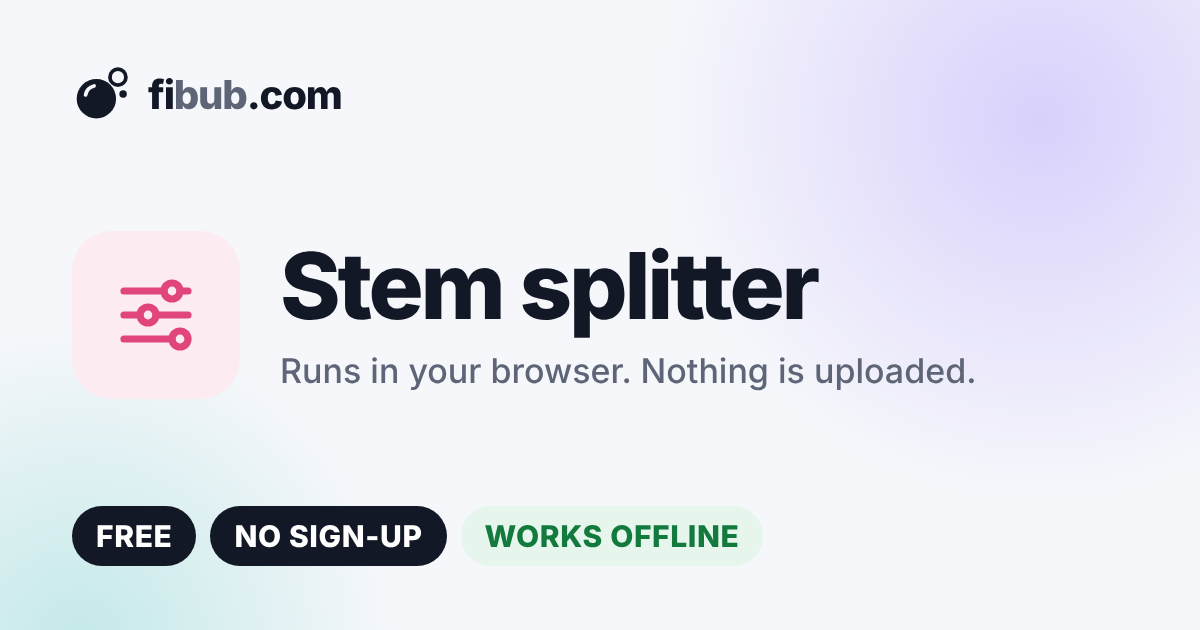 fibub.com
Stem splitter
Runs in your browser. Nothing is uploaded.
FREE NO SIGN-UP WORKS OFFLINE